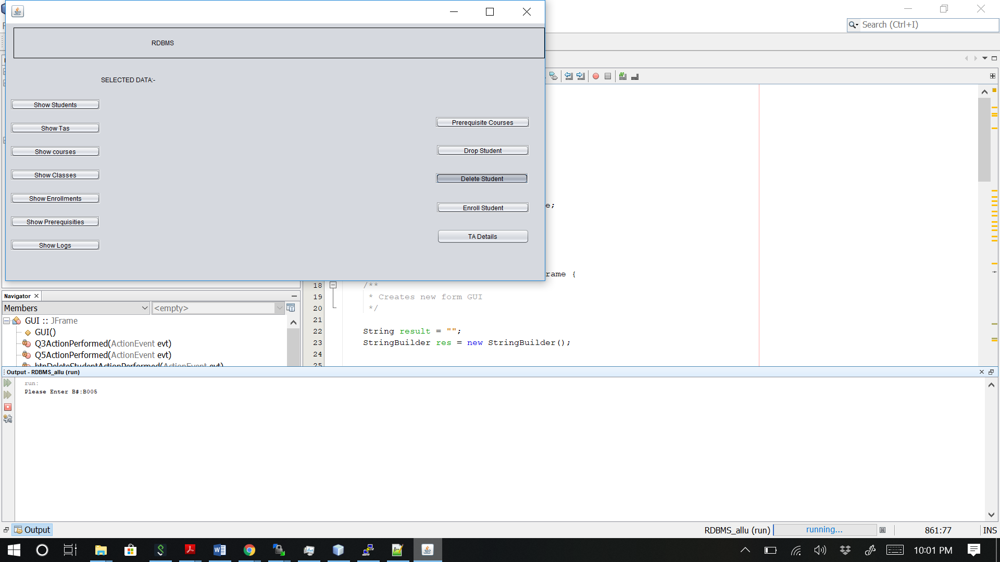 Search (Ctrl+I)
RDBMS
SELECTED DATA:-
Show Students
Show Tas
Show courses
Show Classes
Show Enrollments
Show Prerequisities
Show Logs
Prerequisite Courses
Drop Student
Delete Student
Enroll Student
TA Details
e;
rame {
18 /**
19 * Creates new form GUI
20 */
21
22 String result = "";
23 StringBuilder res = new StringBuilder();
24
25
Navigator
Members
<empty>
GUI :: JFrame
GUI()
Q3ActionPerformed(ActionEvent evt)
Q5ActionPerformed(ActionEvent evt)
btnDeleteStudentActionPerformed(ActionEvent evt)
Output - RDBMS_allu (run)
run:
Please Enter B#:B005
Output
RDBMS_allu (run)
running...
861:77
INS
10:01 PM